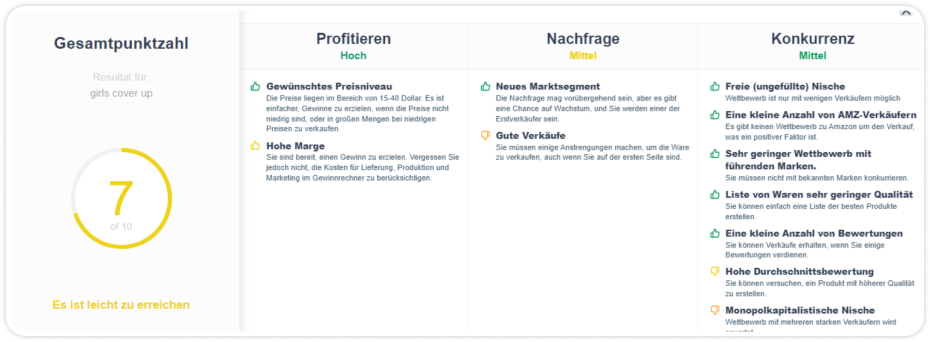 Gesamtpunktzahl
Resultat für:
girls cover up
7
of 10
Es ist leicht zu erreichen
Profitieren
Hoch
Gewünschtes Preisniveau
Die Preise liegen im Bereich von 15-40 Dollar. Es ist
einfacher, Gewinne zu erzielen, wenn die Preise nicht
niedrig sind, oder in großen Mengen bei niedrigen
Preisen zu verkaufen.
Hohe Marge
Sie sind bereit, einen Gewinn zu erzielen. Vergessen Sie
jedoch nicht, die Kosten für Lieferung, Produktion und
Marketing im Gewinnrechner zu berücksichtigen.
Nachfrage
Mittel
Neues Marktsegment
Die Nachfrage mag vorübergehend sein, aber es gibt
eine Chance auf Wachstum, und Sie werden einer der
Erstverkäufer sein.
Gute Verkäufe
Sie müssen einige Anstrengungen machen, um die Ware
zu verkaufen, auch wenn Sie auf der ersten Seite sind.
Konkurrenz
Mittel
Freie (ungefüllte) Nische
Wettbewerb ist nur mit wenigen Verkäufern möglich
Eine kleine Anzahl von AMZ-Verkäufern
Es gibt keinen Wettbewerb zu Amazon um den Verkauf,
was ein positiver Faktor ist.
Sehr geringer Wettbewerb mit
führenden Marken.
Sie müssen nicht mit bekannten Marken konkurrieren.
Liste von Waren sehr geringer Qualität
Sie können einfach eine Liste der besten Produkte
erstellen.
Eine kleine Anzahl von Bewertungen
Sie können Verkäufe erhalten, wenn Sie einige
Bewertungen verdienen.
Hohe Durchschnittsbewertung
Sie können versuchen, ein Produkt mit höherer Qualität
zu erstellen.
Monopolkapitalistische Nische
Wettbewerb mit mehreren starken Verkäufern wird